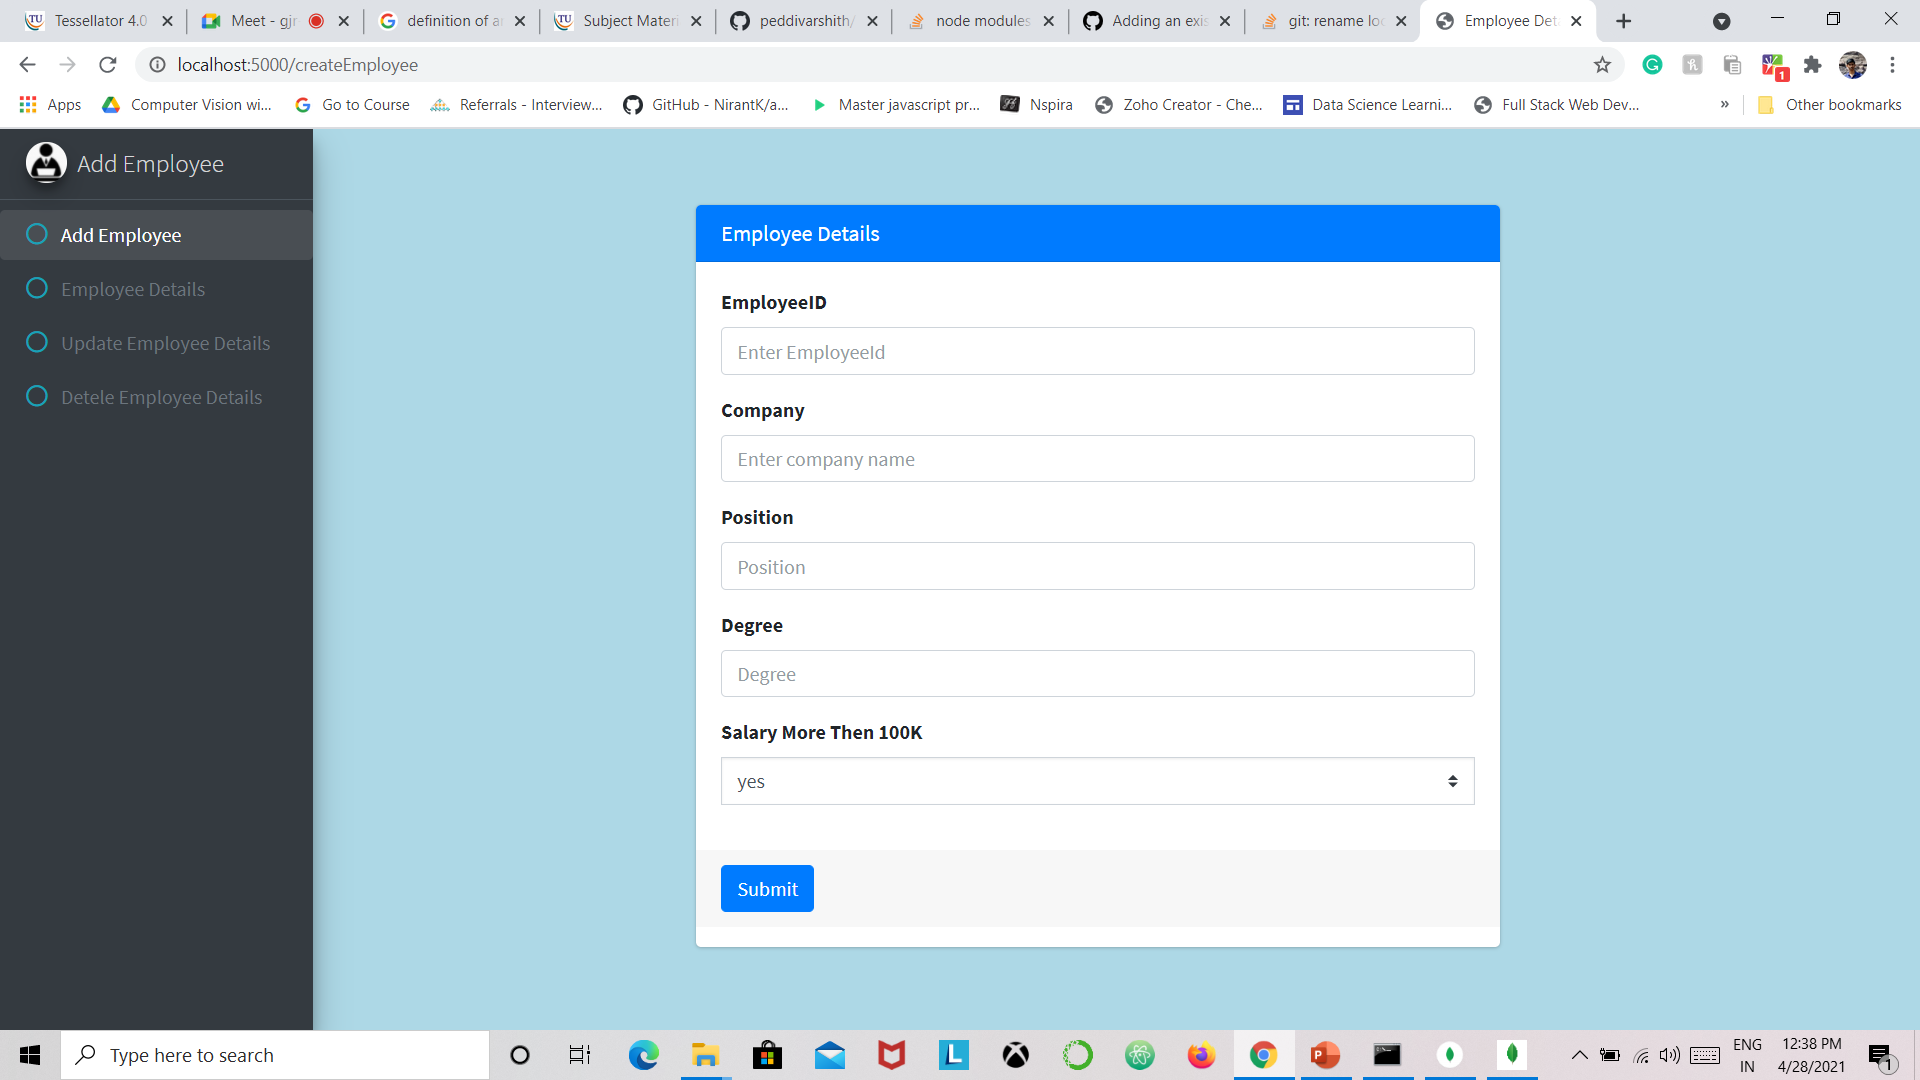 Tessellator 4.0
Meet - gjr
definition of a
Subject Materi
peddivarshith/
node modules
Adding an exis
git: rename lo
Employee Det
localhost:5000/createEmployee
1
Apps
Computer Vision wi...
Go to Course
Referrals - Interview...
GitHub - NirantK/a...
Master javascript pr...
Nspira
Zoho Creator - Che...
Data Science Learni...
Full Stack Web Dev...
»
Other bookmarks
Add Employee
Add Employee
Employee Details
Update Employee Details
Detele Employee Details
Employee Details
EmployeeID
Enter EmployeeId
Company
Enter company name
Position
Position
Degree
Degree
Salary More Then 100K
yes
Submit
Type here to search
ENG
IN
12:38 PM
4/28/2021
1